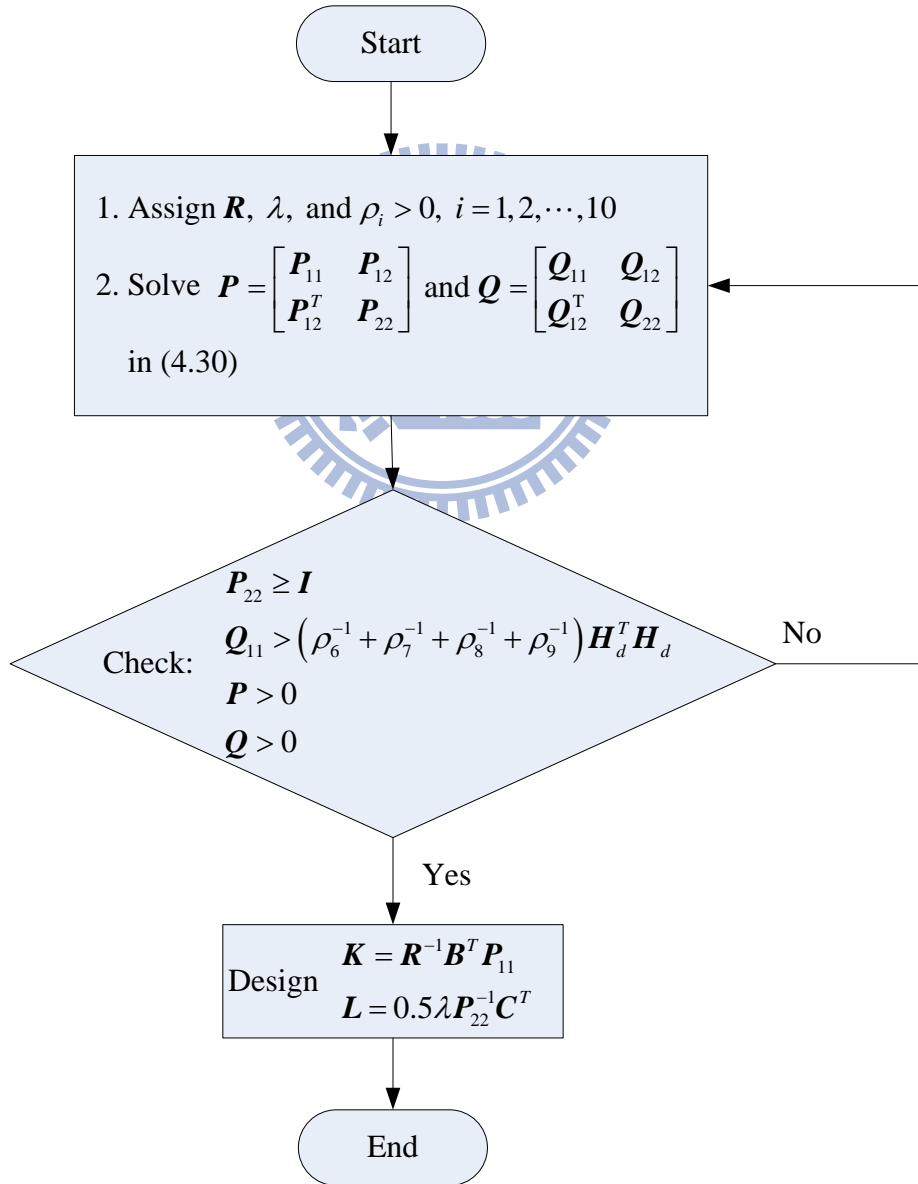 Start
1. Assign R, λ, and ρ_i > 0, i = 1, 2, ⋯, 10
2. Solve P = [P_11 P_12; P_12^T P_22] and Q = [Q_11 Q_12; Q_12^T Q_22]
in (4.30)
Check:
P_22 ≥ I
Q_11 > (ρ_6^{-1} + ρ_7^{-1} + ρ_8^{-1} + ρ_9^{-1}) H_d^T H_d
P > 0
Q > 0
No
Yes
Design
K = R^{-1} B^T P_11
L = 0.5λ P_22^{-1} C^T
End